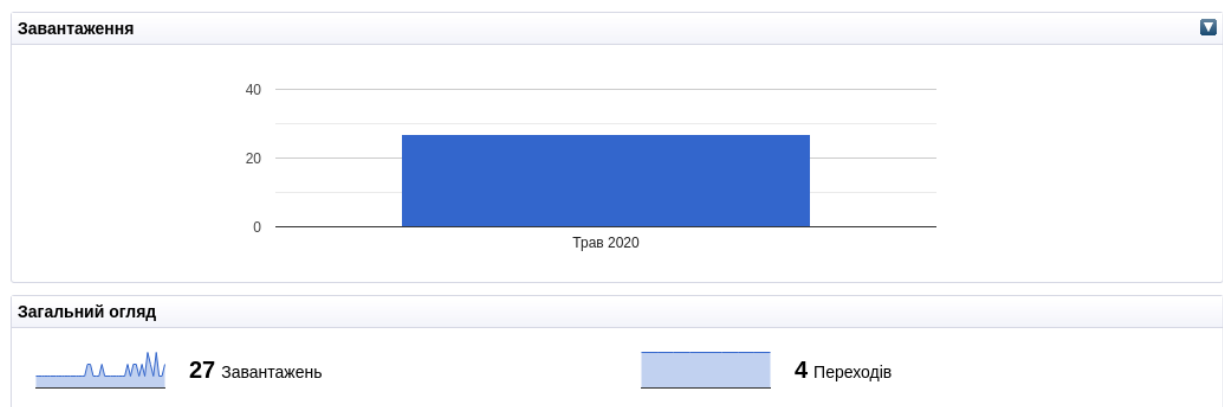 Завантаження
40
20
0
Трав 2020
Загальний огляд
27 Завантажень
4 Переходів